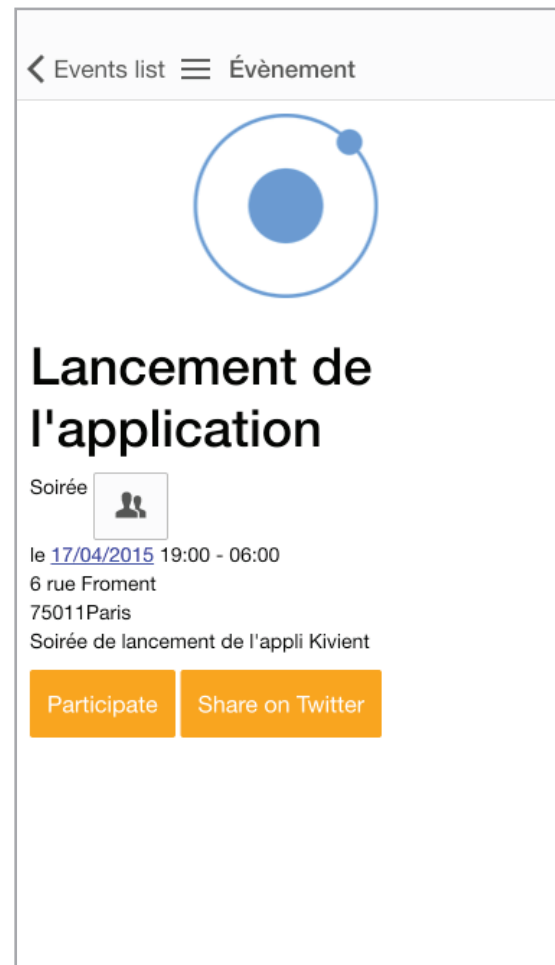 Events list Évènement
Lancement de
l'application
Soirée
le 17/04/2015 19:00 - 06:00
6 rue Froment
75011Paris
Soirée de lancement de l'appli Kivient
Participate Share on Twitter